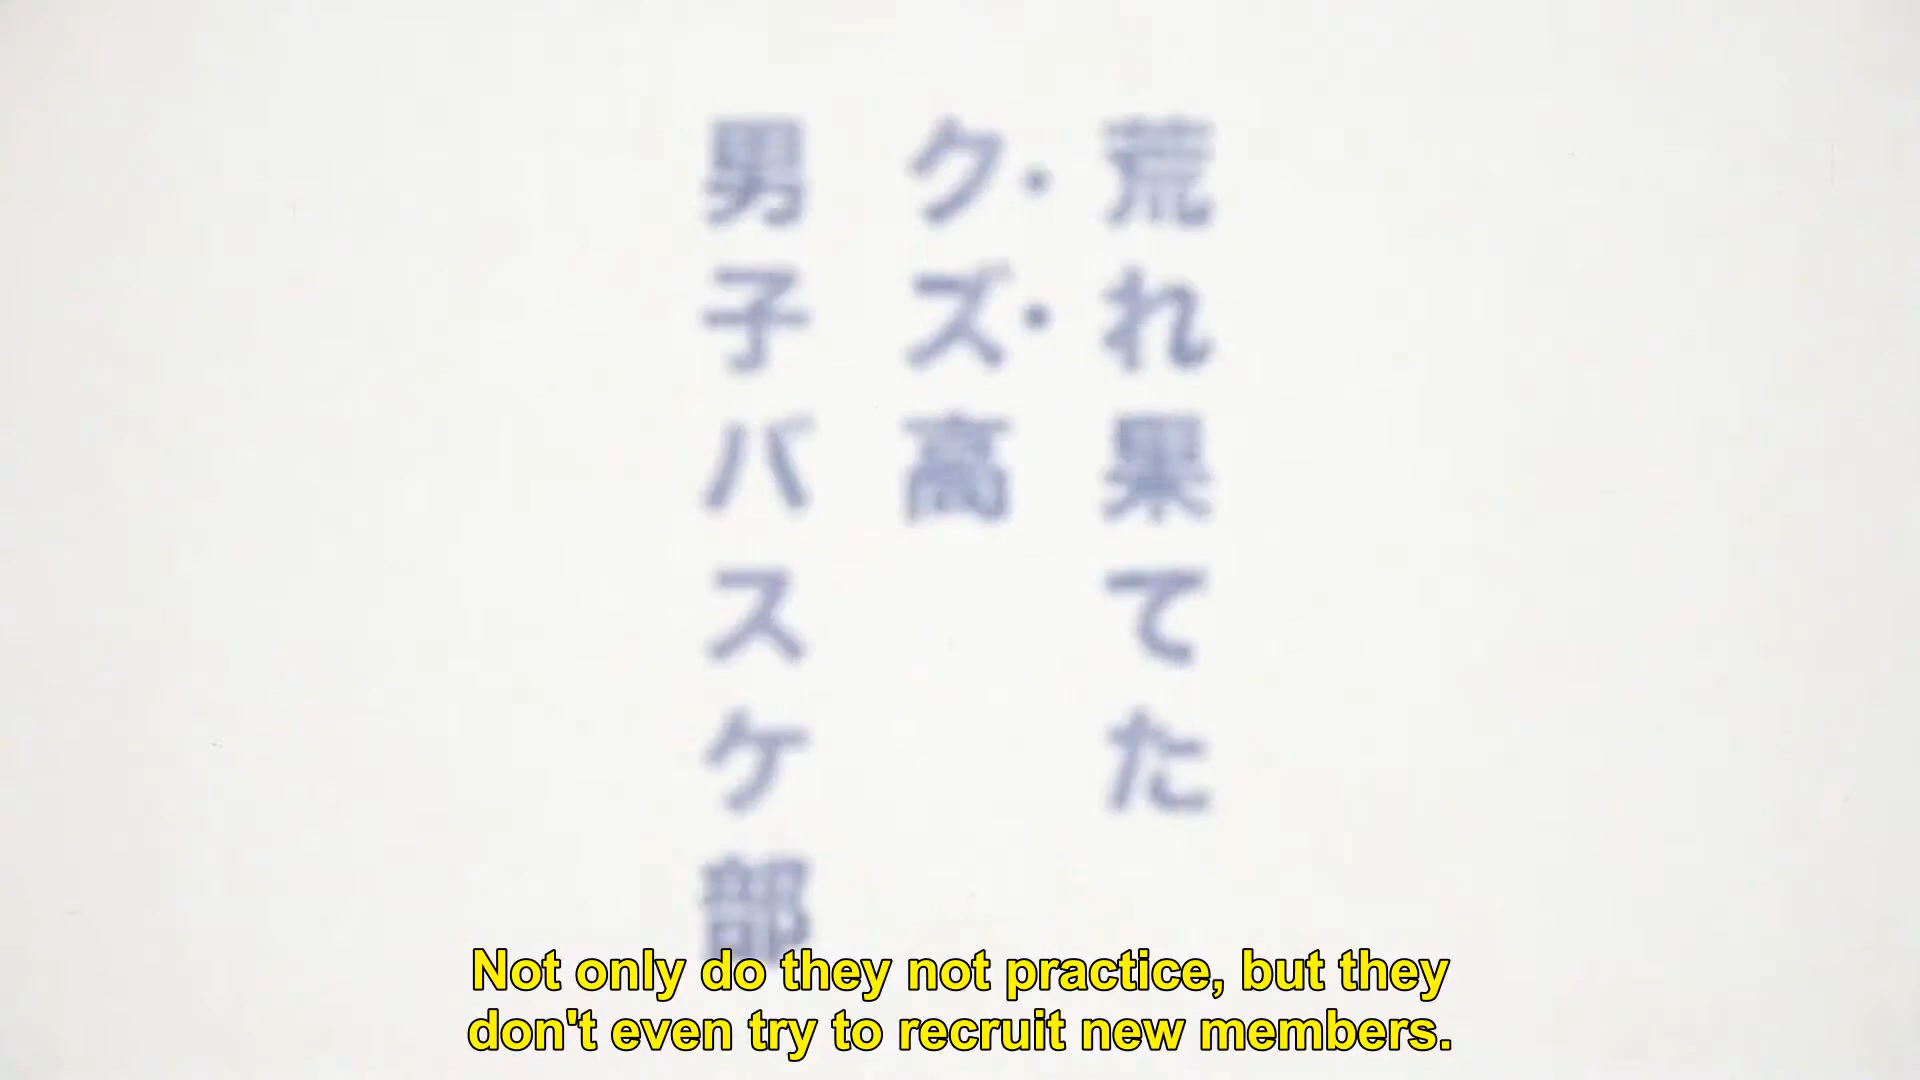 荒れ果てた
クズ高
男子バスケ部
Not only do they not practice, but they
don't even try to recruit new members.